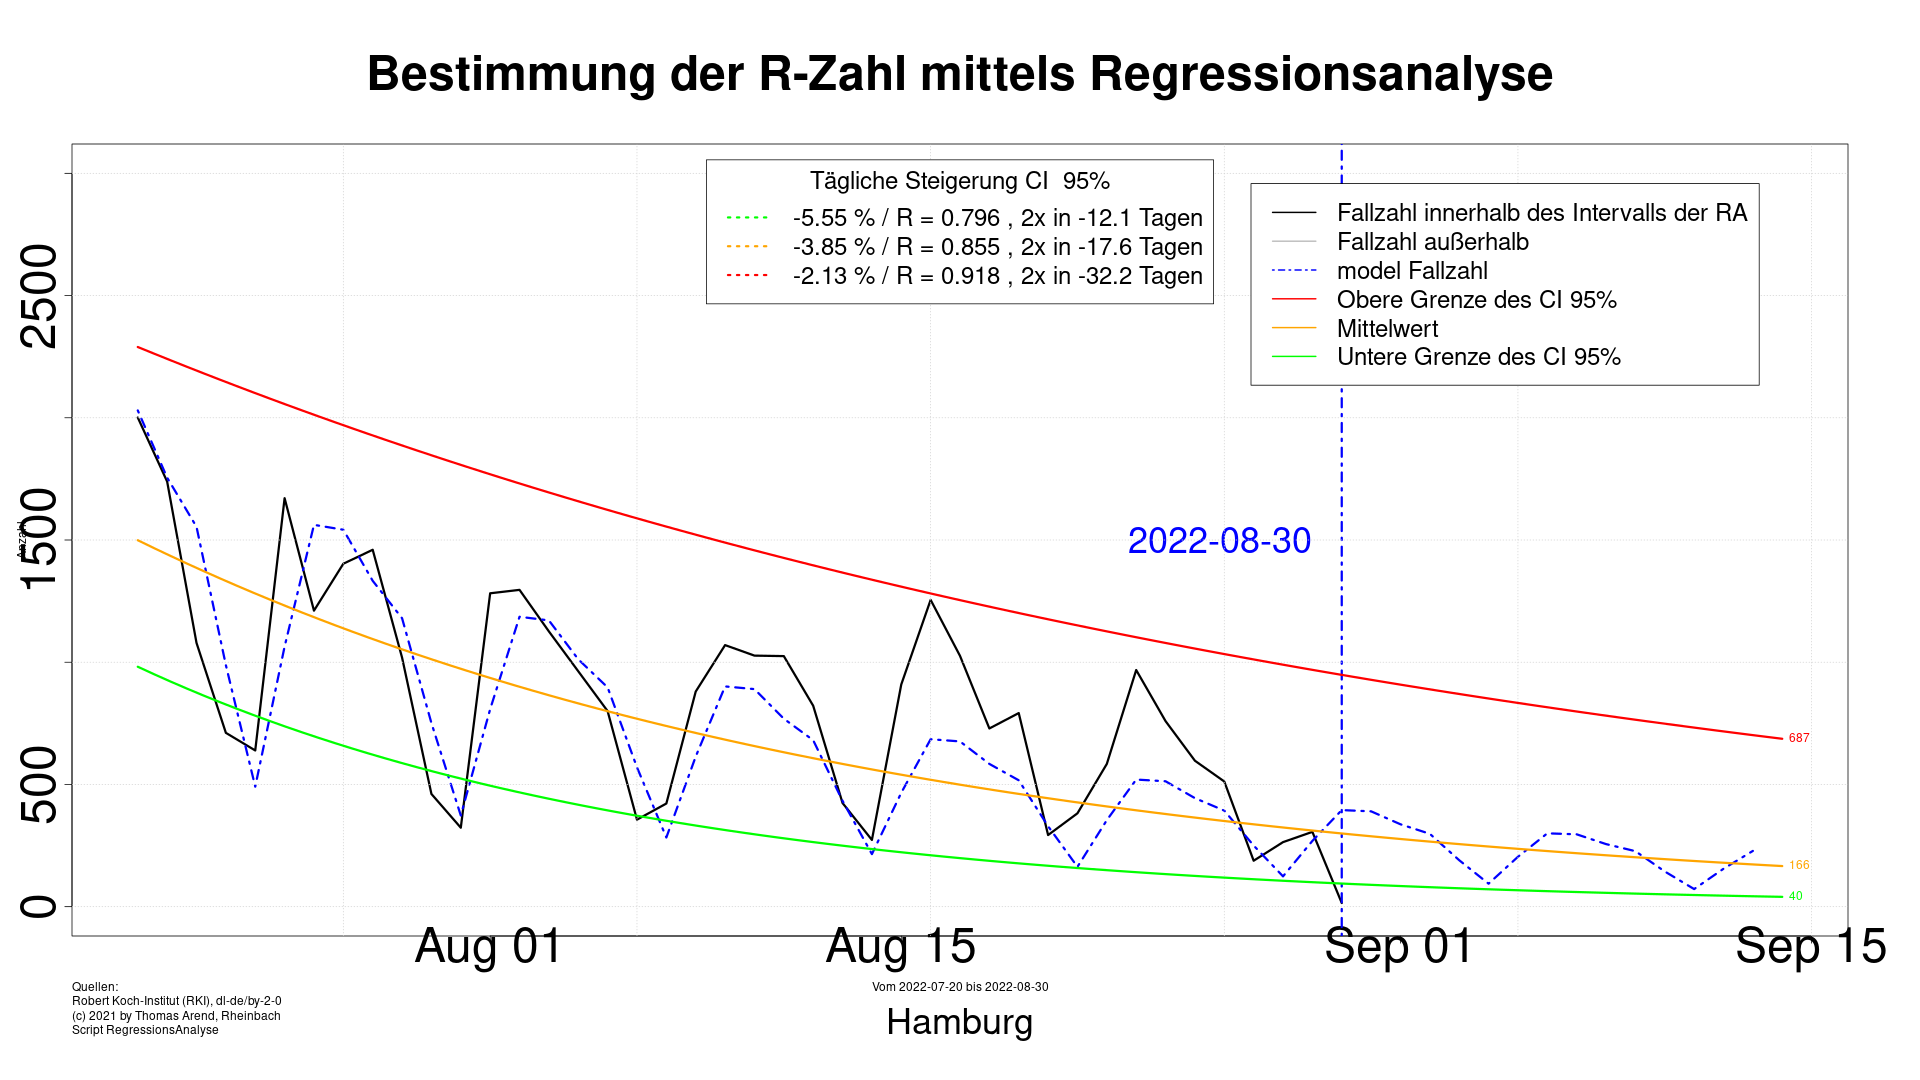 Bestimmung der R-Zahl mittels Regressionsanalyse
Tägliche Steigerung CI  95%
-5.55 % / R = 0.796 , 2x in -12.1 Tagen
-3.85 % / R = 0.855 , 2x in -17.6 Tagen
-2.13 % / R = 0.918 , 2x in -32.2 Tagen
Fallzahl innerhalb des Intervalls der RA
Fallzahl außerhalb
model Fallzahl
Obere Grenze des CI 95%
Mittelwert
Untere Grenze des CI 95%
2500
1500
500
0
Anzahl
2022-08-30
687
166
40
Aug 01
Aug 15
Sep 01
Sep 15
Quellen:
Robert Koch-Institut (RKI), dl-de/by-2-0
(c) 2021 by Thomas Arend, Rheinbach
Script RegressionsAnalyse
Vom 2022-07-20 bis 2022-08-30
Hamburg